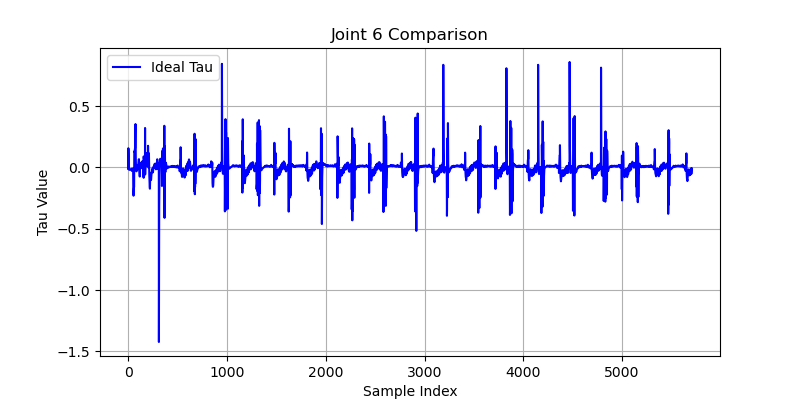 Joint 6 Comparison
Ideal Tau
0.5
0.0
−0.5
−1.0
−1.5
Tau Value
0 1000 2000 3000 4000 5000
Sample Index